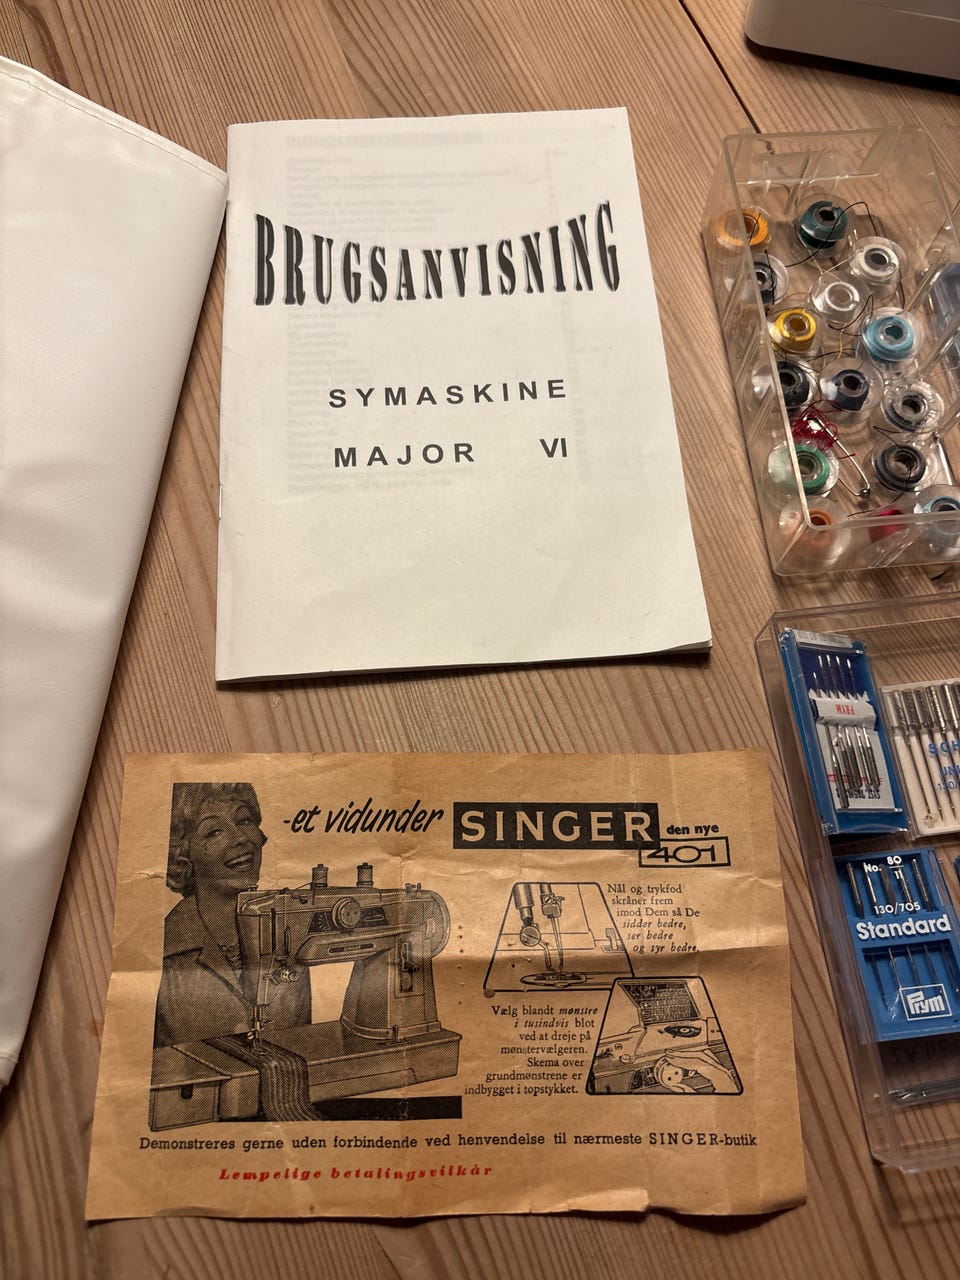 BRUGSANVISNING
SYMASKINE
MAJOR VI
-et vidunder SINGER den nye
401
Nål og trykfod
skråner frem
imod Dem så De
sidder bedre,
ser bedre
og syr bedre.
Vælg blandt mønstre
i tusindvis blot
ved at dreje på
mønstervælgeren.
Skema over
grundmønstrene er
indbygget i topstykket.
Demonstreres gerne uden forbindende ved henvendelse til nærmeste SINGER-butik
Lempelige betalingsvilkår
PRYM
No. 80
11
130/705
Standard
Prym